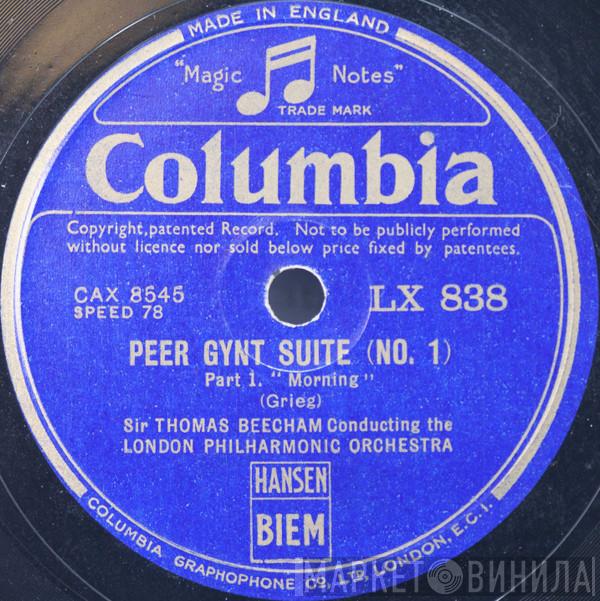 MADE IN ENGLAND
"Magic Notes"
TRADE MARK
Columbia
Copyright, patented Record. Not to be publicly performed
without licence nor sold below price fixed by patentees.
CAX 8545 LX 838
SPEED 78
PEER GYNT SUITE (NO. 1)
Part 1. "Morning"
(Grieg)
Sir THOMAS BEECHAM Conducting the
LONDON PHILHARMONIC ORCHESTRA
HANSEN
BIEM
COLUMBIA GRAPHOPHONE CO. LTD. LONDON, E.C.1.
МАРКЕТ ВИНИЛА